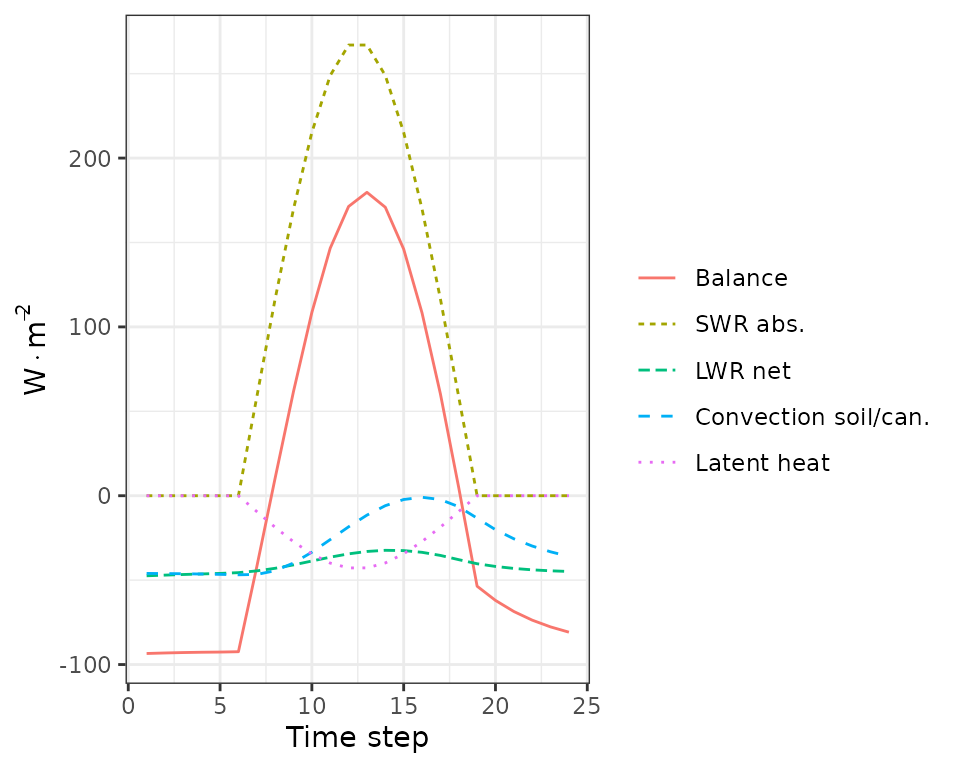 W · m⁻²
200
100
0
-100
0 5 10 15 20 25
Time step
Balance
SWR abs.
LWR net
Convection soil/can.
Latent heat